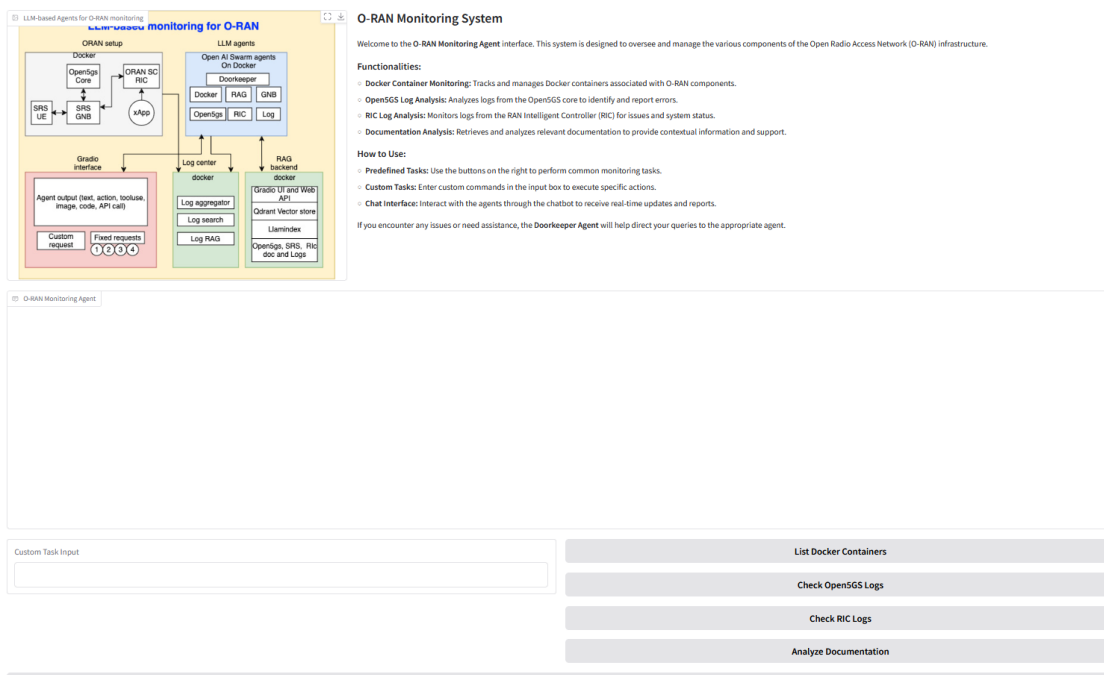 LLM-based Agents for O-RAN monitoring
LLM-based monitoring for O-RAN
ORAN setup
Docker
Open5gs
Core
ORAN SC
RIC
SRS
UE
SRS
GNB
xApp
LLM agents
Open AI Swarm agents
On Docker
Doorkeeper
Docker
RAG
GNB
Open5gs
RIC
Log
Gradio
interface
Agent output (text, action, tooluse,
image, code, API call)
Custom
request
Fixed requests
1 2 3 4
Log center
docker
Log aggregator
Log search
Log RAG
RAG
backend
docker
Gradio UI and Web
API
Qdrant Vector store
Llamindex
Open5gs, SRS, RIc
doc and Logs
O-RAN Monitoring System
Welcome to the O-RAN Monitoring Agent interface. This system is designed to oversee and manage the various components of the Open Radio Access Network (O-RAN) infrastructure.
Functionalities:
Docker Container Monitoring: Tracks and manages Docker containers associated with O-RAN components.
Open5GS Log Analysis: Analyzes logs from the Open5GS core to identify and report errors.
RIC Log Analysis: Monitors logs from the RAN Intelligent Controller (RIC) for issues and system status.
Documentation Analysis: Retrieves and analyzes relevant documentation to provide contextual information and support.
How to Use:
Predefined Tasks: Use the buttons on the right to perform common monitoring tasks.
Custom Tasks: Enter custom commands in the input box to execute specific actions.
Chat Interface: Interact with the agents through the chatbot to receive real-time updates and reports.
If you encounter any issues or need assistance, the Doorkeeper Agent will help direct your queries to the appropriate agent.
O-RAN Monitoring Agent
Custom Task Input
List Docker Containers
Check Open5GS Logs
Check RIC Logs
Analyze Documentation